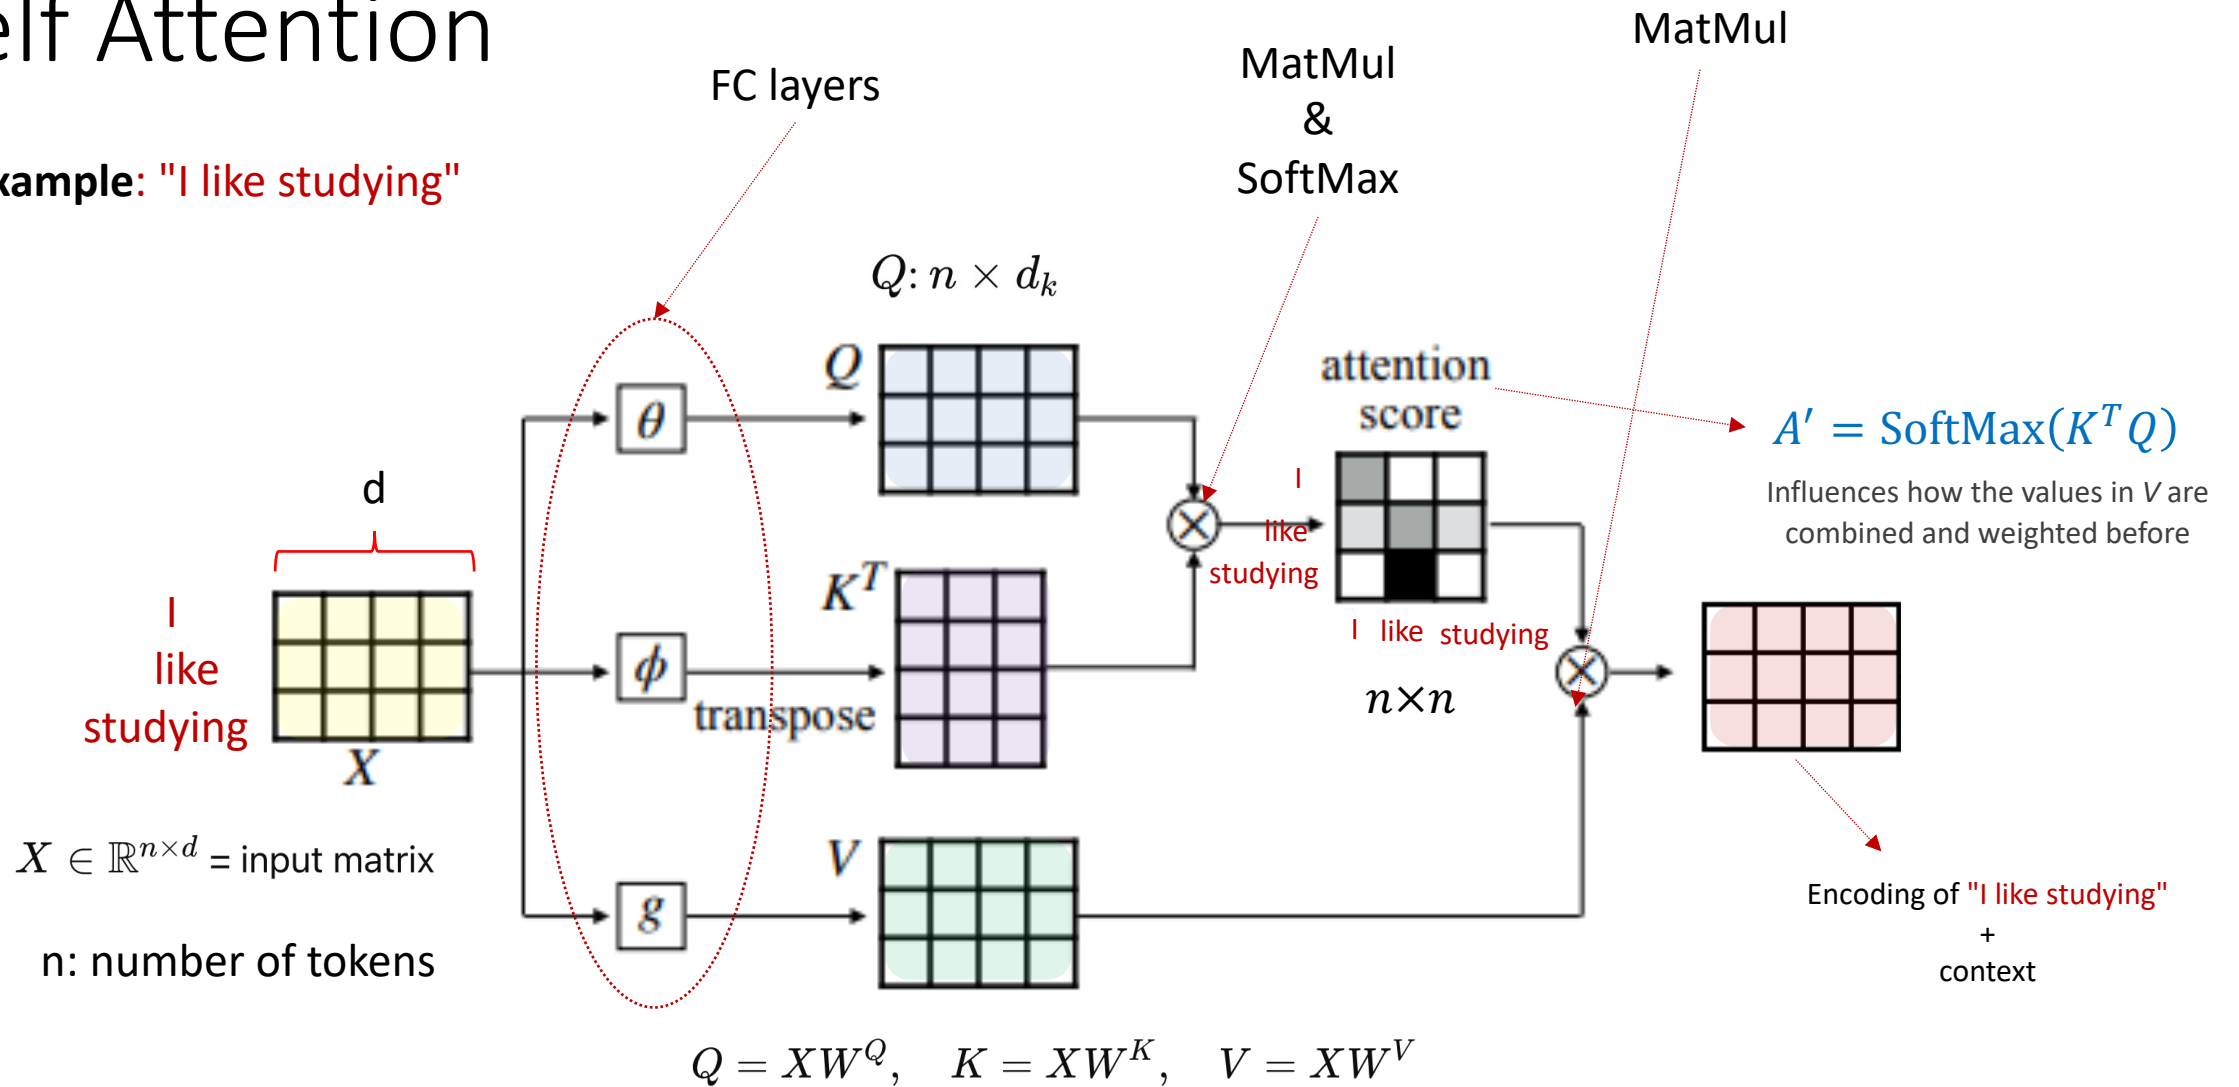 elf Attention
xample: "I like studying"
FC layers
MatMul
&
SoftMax
MatMul
Q: n × d_k
Q
θ
K^T
ϕ
transpose
V
g
d
I
like
studying
X
X ∈ ℝ^{n×d} = input matrix
n: number of tokens
attention
score
I
like
studying
I like studying
n×n
A′ = SoftMax(K^T Q)
Influences how the values in V are
combined and weighted before
Encoding of "I like studying"
+
context
Q = XW^Q, K = XW^K, V = XW^V